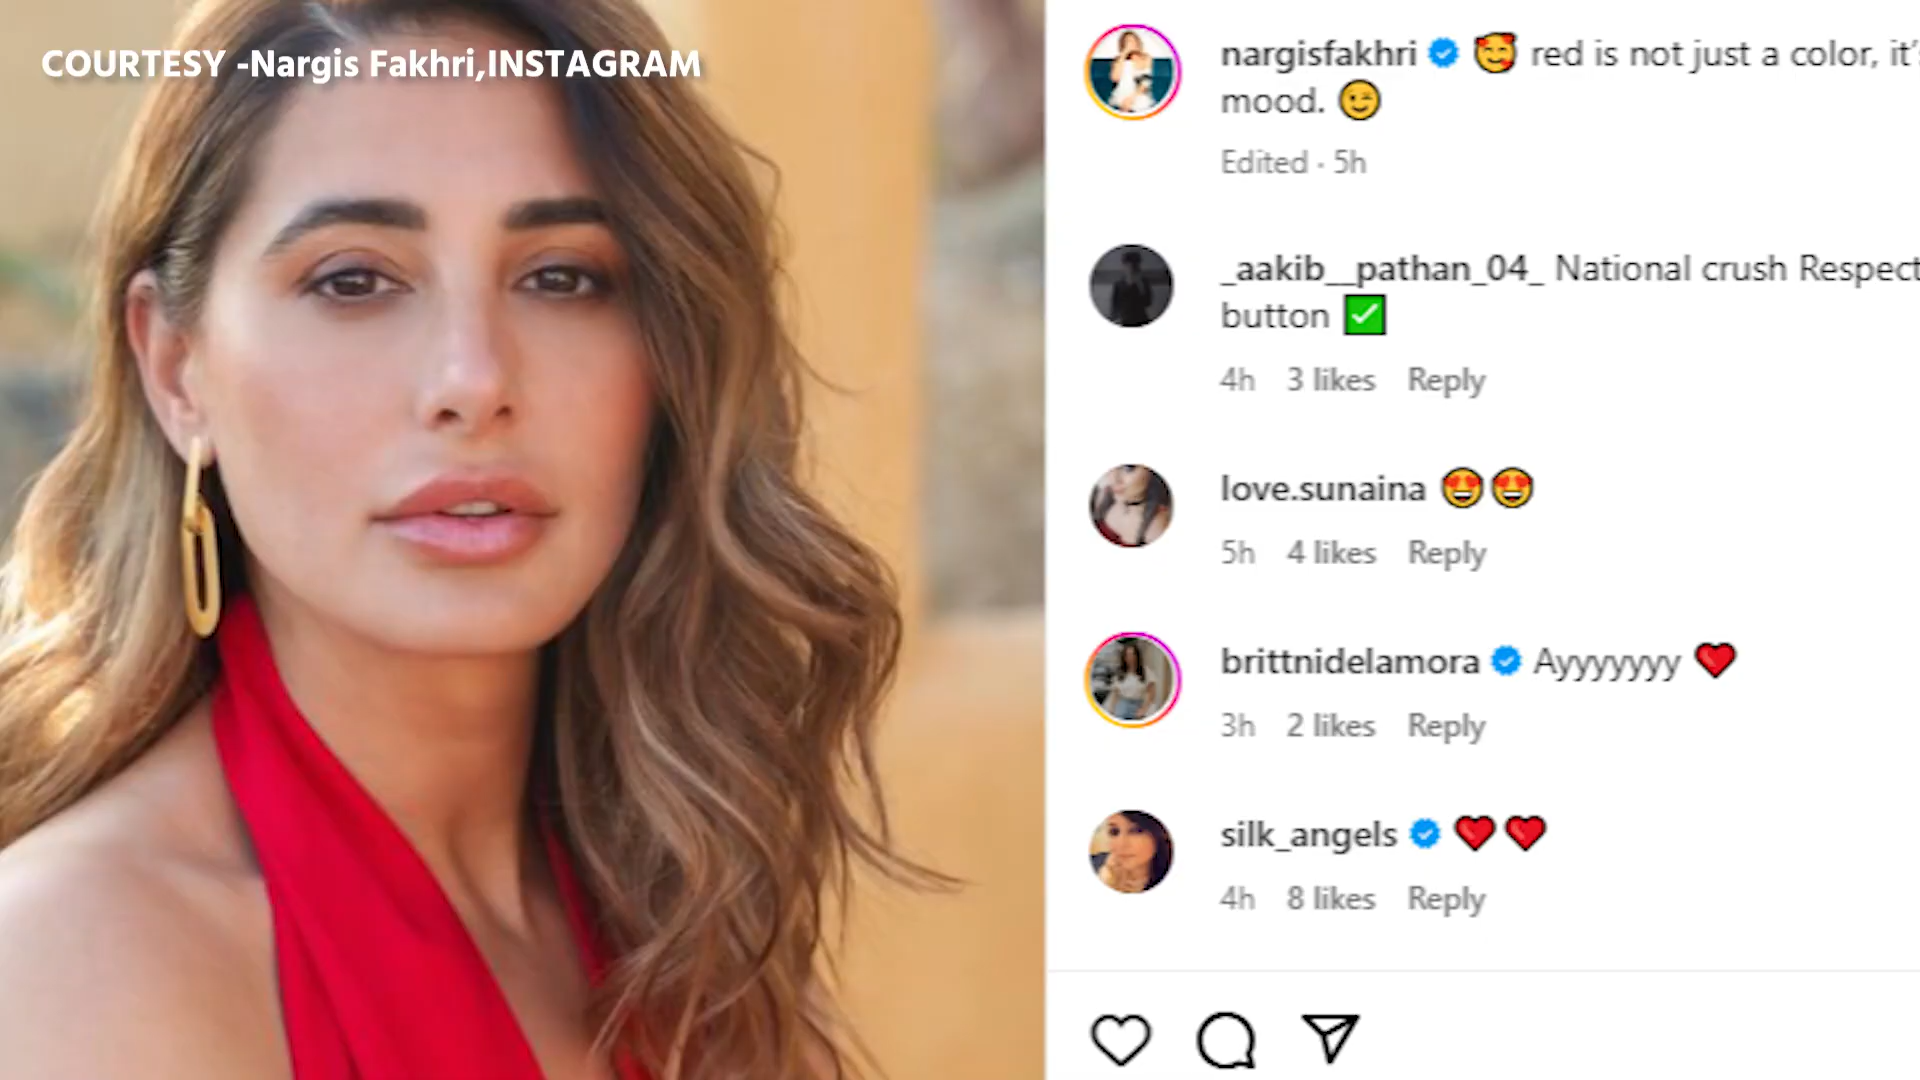 COURTESY -Nargis Fakhri,INSTAGRAM
nargisfakhri 🥰 red is not just a color, it’s
mood. 😉
Edited · 5h
_aakib__pathan_04_ National crush Respect
button ✅
4h 3 likes Reply
love.sunaina 😍😍
5h 4 likes Reply
brittnidelamora Ayyyyyyy ❤️
3h 2 likes Reply
silk_angels ❤️❤️
4h 8 likes Reply